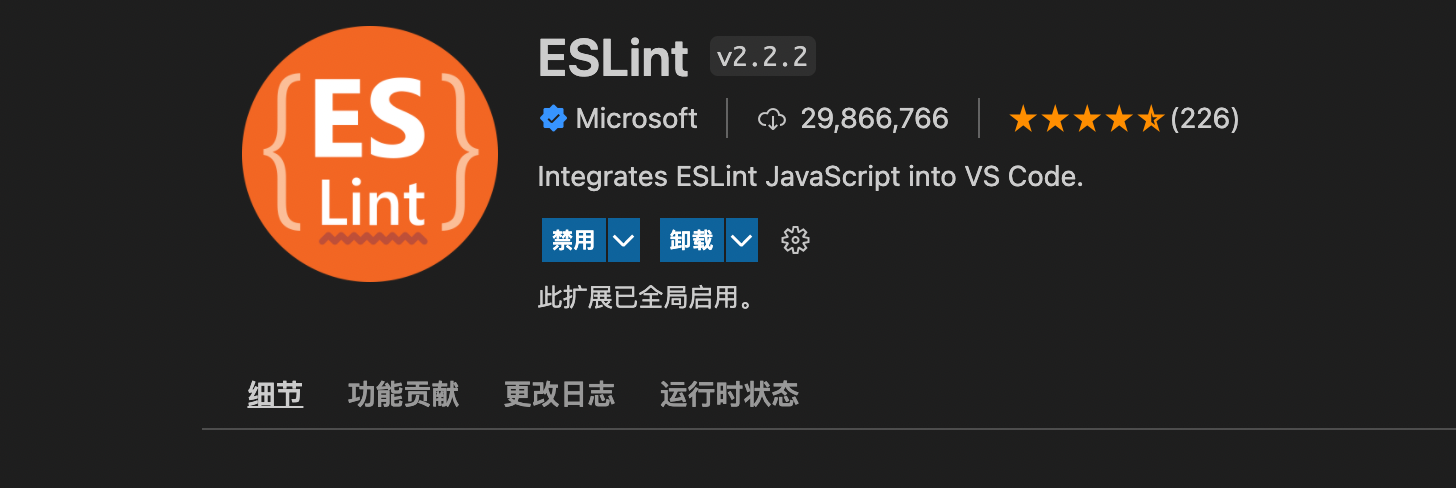 {ES
Lint}
ESLint v2.2.2
Microsoft 29,866,766 (226)
Integrates ESLint JavaScript into VS Code.
禁用 卸载
此扩展已全局启用。
细节 功能贡献 更改日志 运行时状态